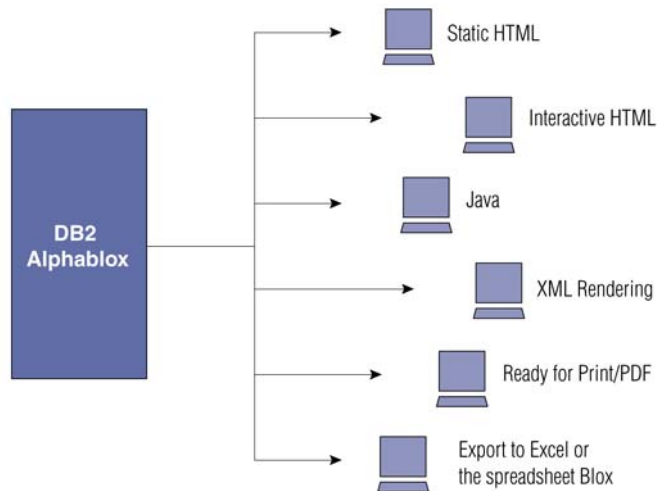 Static HTML
Interactive HTML
Java
DB2
Alphablox
XML Rendering
Ready for Print/PDF
Export to Excel or
the spreadsheet Blox